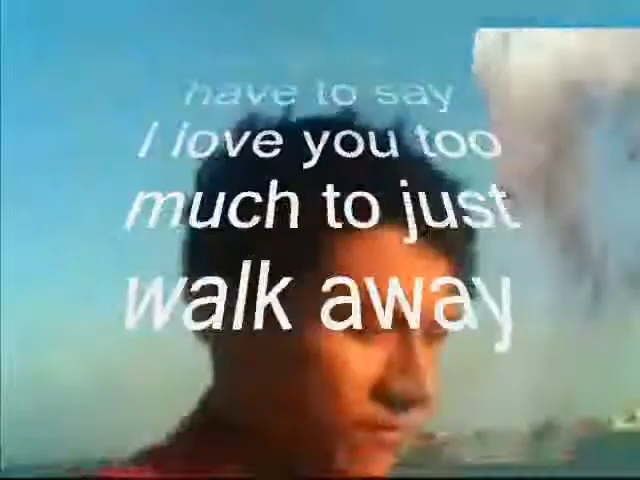 have to say
I love you too
much to just
walk away